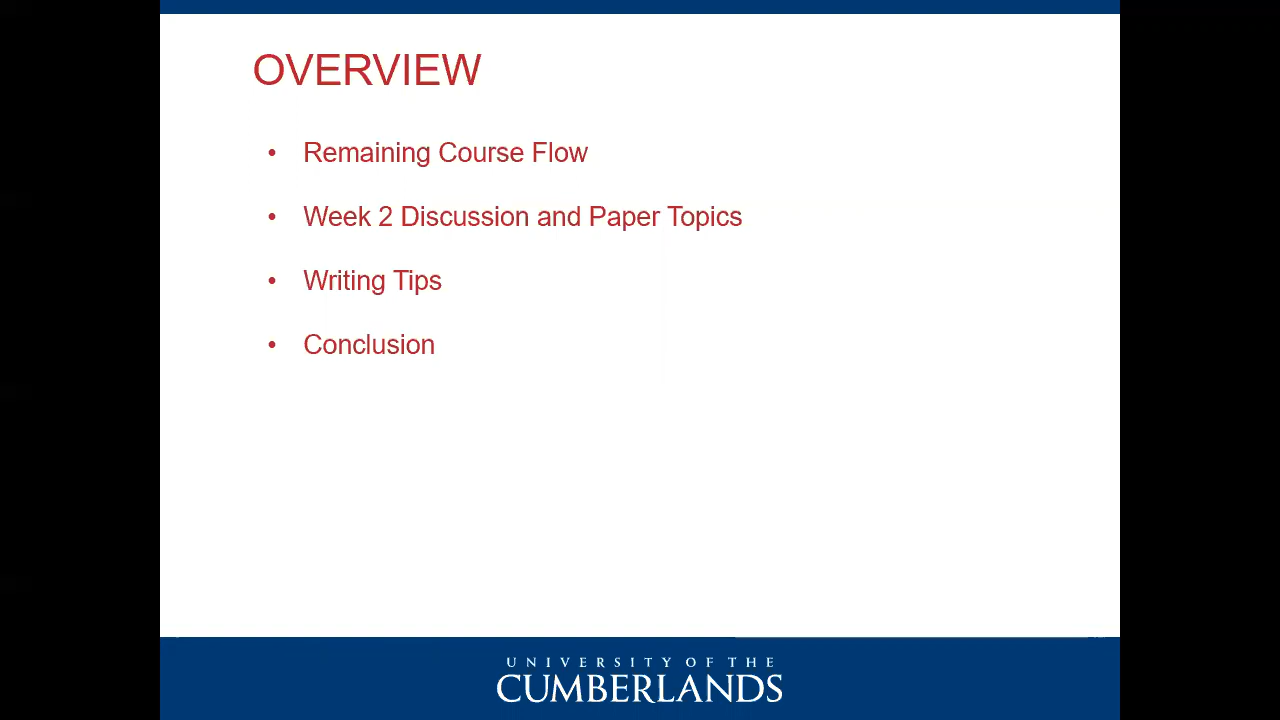 OVERVIEW
• Remaining Course Flow
• Week 2 Discussion and Paper Topics
• Writing Tips
• Conclusion
UNIVERSITY OF THE
CUMBERLANDS